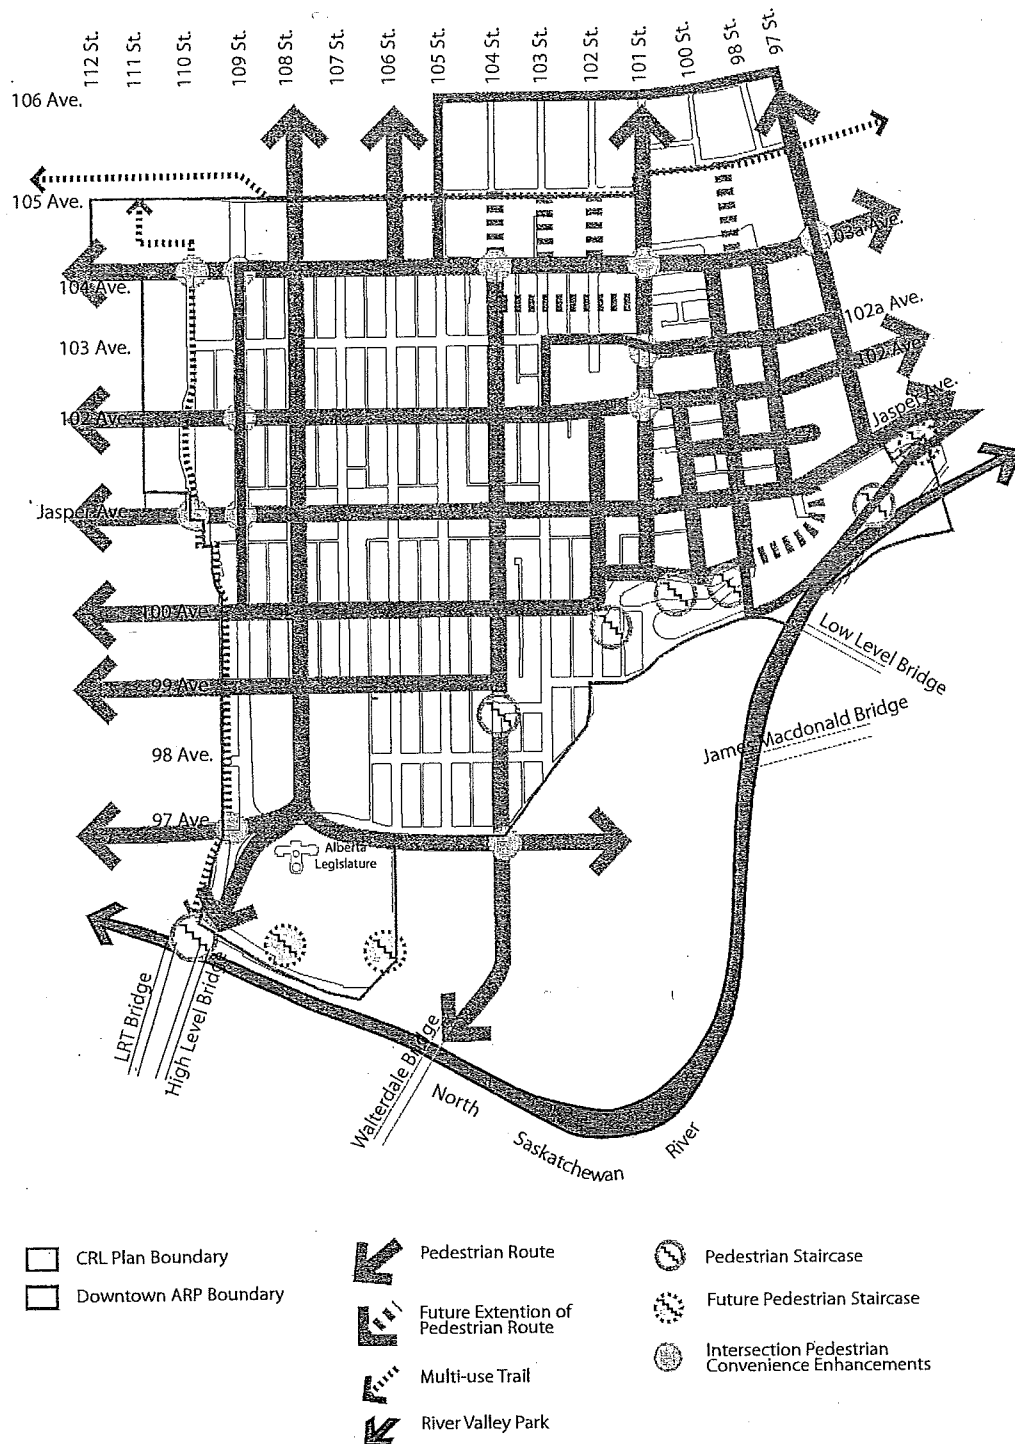 112 St.
111 St.
110 St.
109 St.
108 St.
107 St.
106 St.
105 St.
104 St.
103 St.
102 St.
101 St.
100 St.
98 St.
97 St.
106 Ave.
105 Ave.
103a Ave.
104 Ave.
102a Ave.
103 Ave.
102 Ave.
Jasper Ave.
102 Ave.
Jasper Ave.
100 Ave.
Low Level Bridge
99 Ave.
James Macdonald Bridge
98 Ave.
97 Ave.
Alberta
Legislature
LRT Bridge
High Level Bridge
Walterdale Bridge
North
Saskatchewan
River
CRL Plan Boundary
Downtown ARP Boundary
Pedestrian Route
Future Extention of
Pedestrian Route
Multi-use Trail
River Valley Park
Pedestrian Staircase
Future Pedestrian Staircase
Intersection Pedestrian
Convenience Enhancements